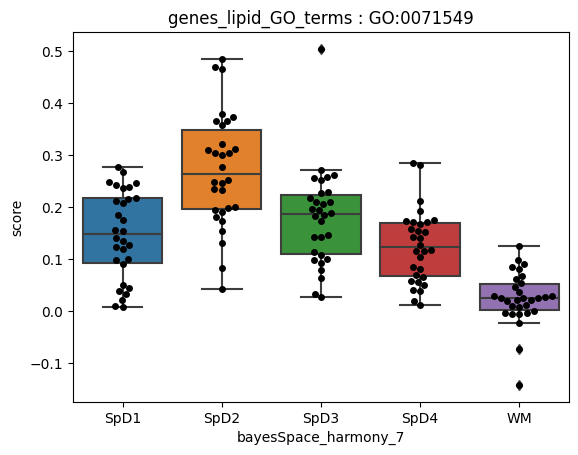 genes_lipid_GO_terms : GO:0071549
score
0.5
0.4
0.3
0.2
0.1
0.0
−0.1
SpD1 SpD2 SpD3 SpD4 WM
bayesSpace_harmony_7